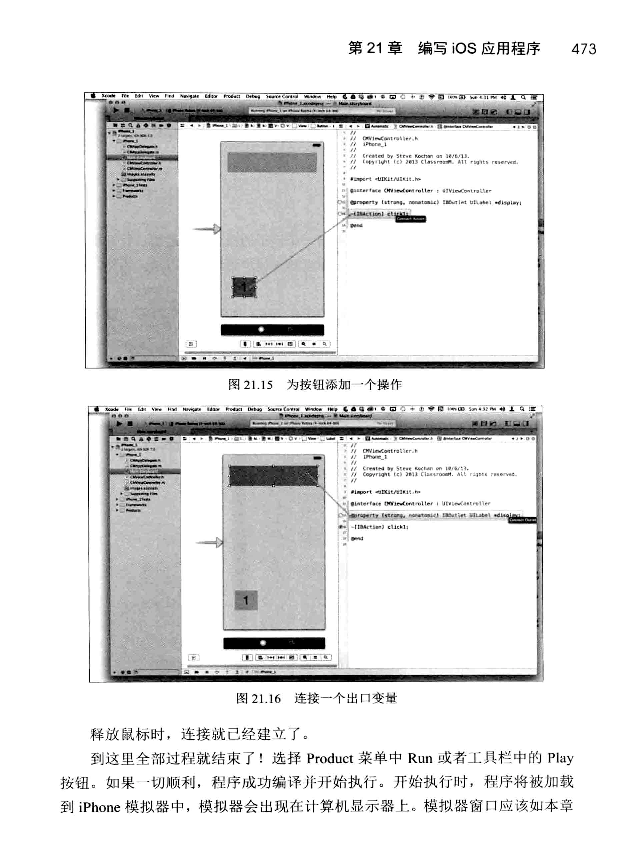 第 21 章 编写 iOS 应用程序 473
Xcode File Edit View Find Navigate Editor Product Debug Source Control Window Help
Main.storyboard
//
// CMViewController.h
// iPhone_1
//
// Created by Steve Kochan on 10/6/13.
// Copyright (c) 2013 ClassroomM. All rights reserved.
//
#import <UIKit/UIKit.h>
@interface CMViewController : UIViewController
@property (strong, nonatomic) IBOutlet UILabel *display;
-(IBAction) click1;
@end
1
图 21.15 为按钮添加一个操作
Xcode File Edit View Find Navigate Editor Product Debug Source Control Window Help
//
// CMViewController.h
// iPhone_1
//
// Created by Steve Kochan on 10/6/13.
// Copyright (c) 2013 ClassroomM. All rights reserved.
//
#import <UIKit/UIKit.h>
@interface CMViewController : UIViewController
@property (strong, nonatomic) IBOutlet UILabel *display;
-(IBAction) click1;
@end
1
图 21.16 连接一个出口变量
释放鼠标时，连接就已经建立了。
到这里全部过程就结束了！选择 Product 菜单中 Run 或者工具栏中的 Play
按钮。如果一切顺利，程序成功编译并开始执行。开始执行时，程序将被加载
到 iPhone 模拟器中，模拟器会出现在计算机显示器上。模拟器窗口应该如本章